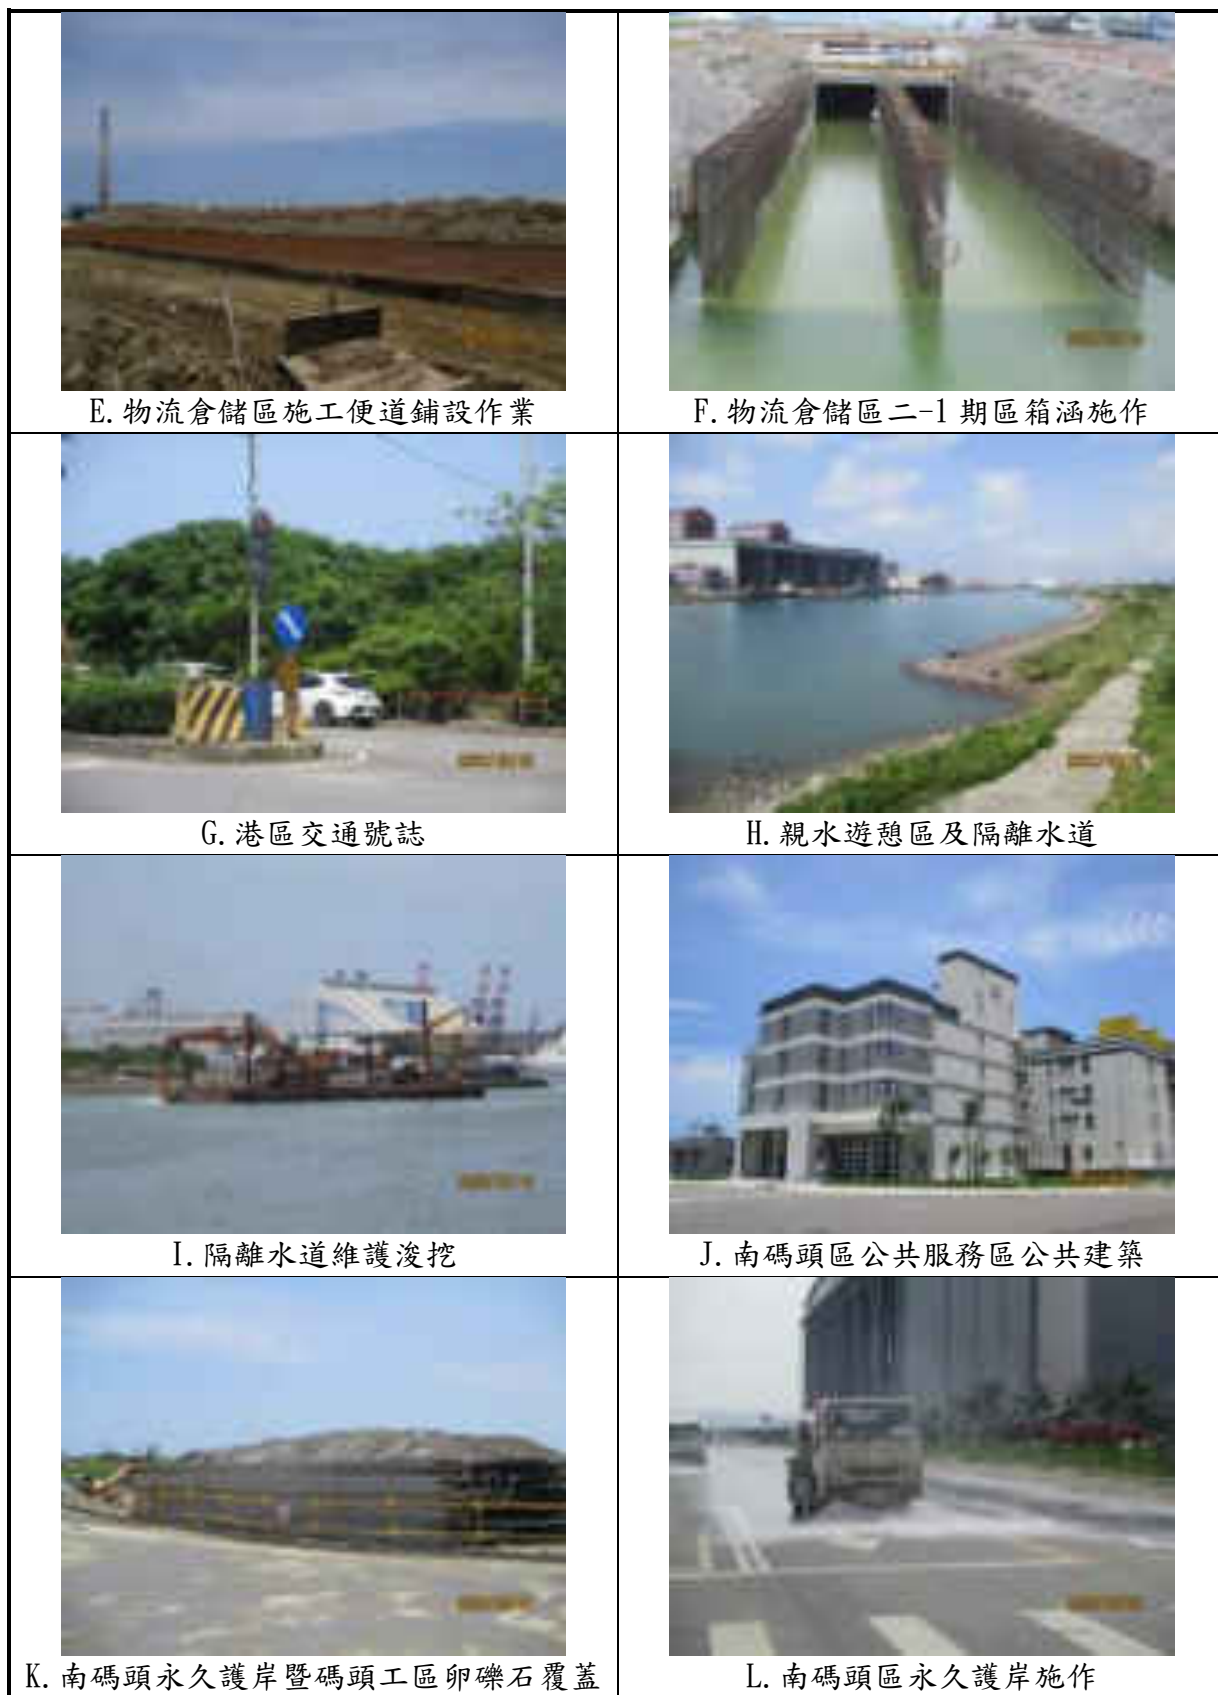 E.物流倉儲區施工便道鋪設作業
F.物流倉儲區二-1期區箱涵施作
G.港區交通號誌
H.親水遊憩區及隔離水道
I.隔離水道維護浚挖
J.南碼頭區公共服務區公共建築
K.南碼頭永久護岸暨碼頭工區卵礫石覆蓋
L.南碼頭區永久護岸施作